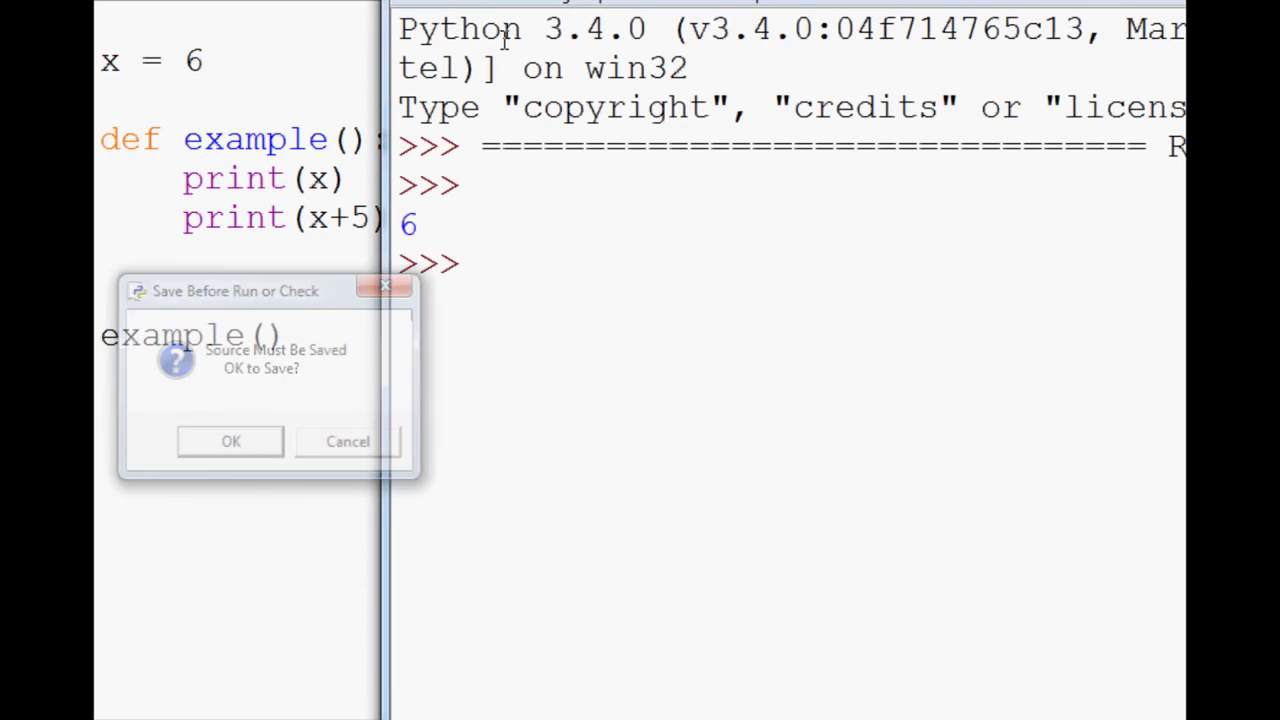 x = 6
def example():
print(x)
print(x+5)
example()
Save Before Run or Check
Source Must Be Saved
OK to Save?
OK
Cancel
Python 3.4.0 (v3.4.0:04f714765c13, Mar
tel)] on win32
Type "copyright", "credits" or "licens
>>> ================================ R
>>>
6
>>>